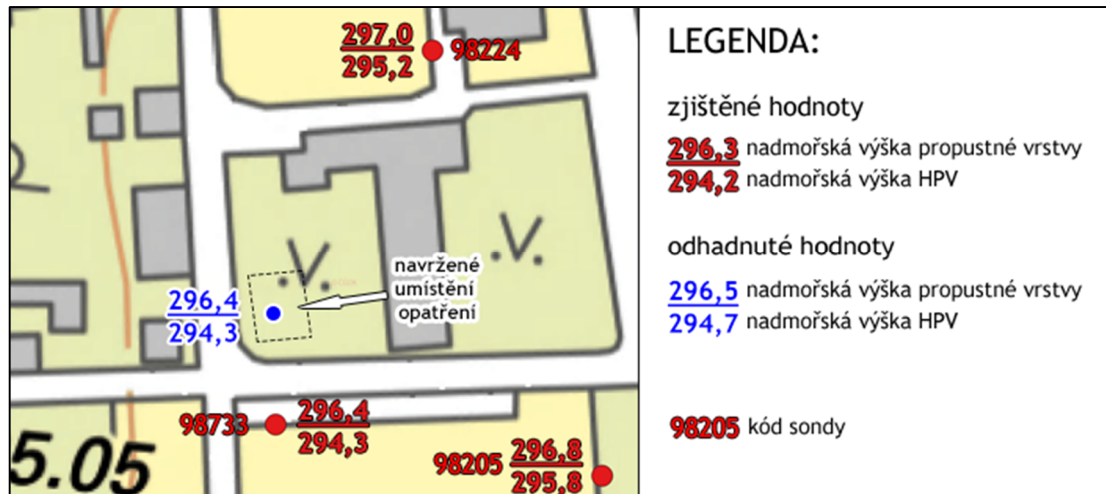 297,0
295,2
98224
V
V
navržené
umístění
opatření
296,4
294,3
98733
296,4
294,3
98205
296,8
295,8
5.05
LEGENDA:
zjištěné hodnoty
296,3 nadmořská výška propustné vrstvy
294,2 nadmořská výška HPV
odhadnuté hodnoty
296,5 nadmořská výška propustné vrstvy
294,7 nadmořská výška HPV
98205 kód sondy